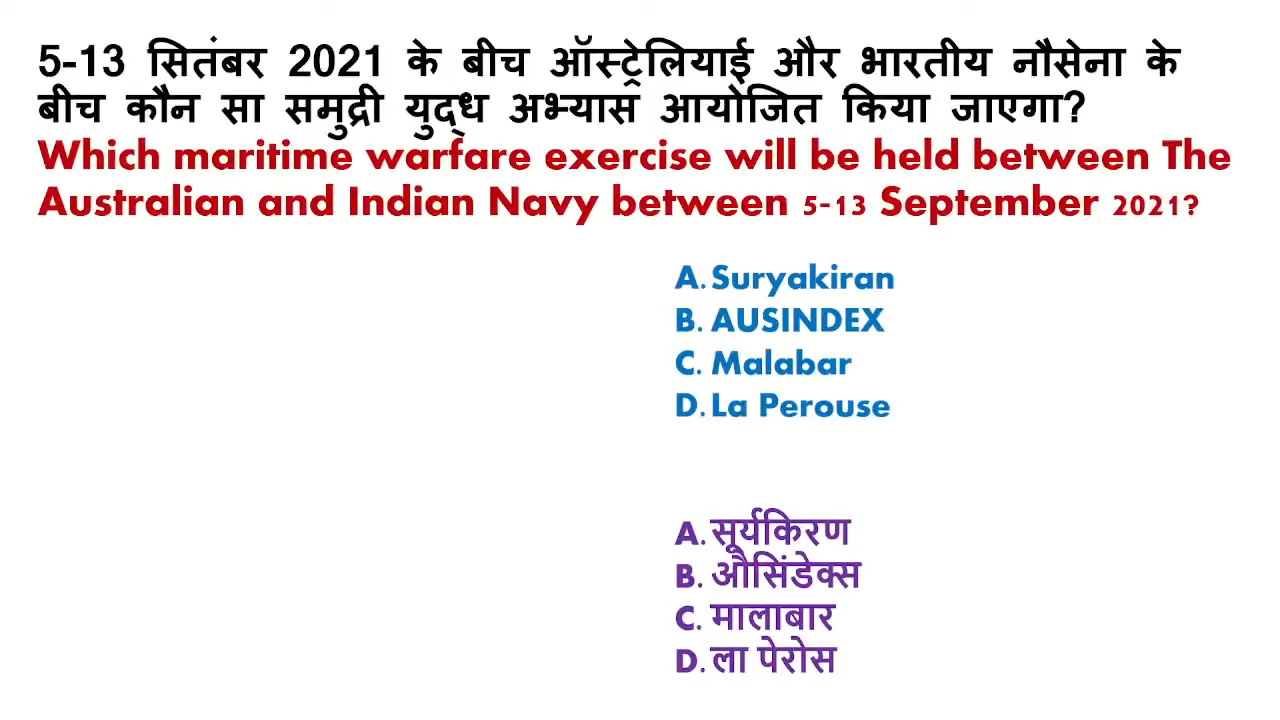 5-13 सितंबर 2021 के बीच ऑस्ट्रेलियाई और भारतीय नौसेना के
बीच कौन सा समुद्री युद्ध अभ्यास आयोजित किया जाएगा?
Which maritime warfare exercise will be held between The
Australian and Indian Navy between 5-13 September 2021?
A. Suryakiran
B. AUSINDEX
C. Malabar
D. La Perouse
A. सूर्यकिरण
B. औसिंडेक्स
C. मालाबार
D. ला पेरोस